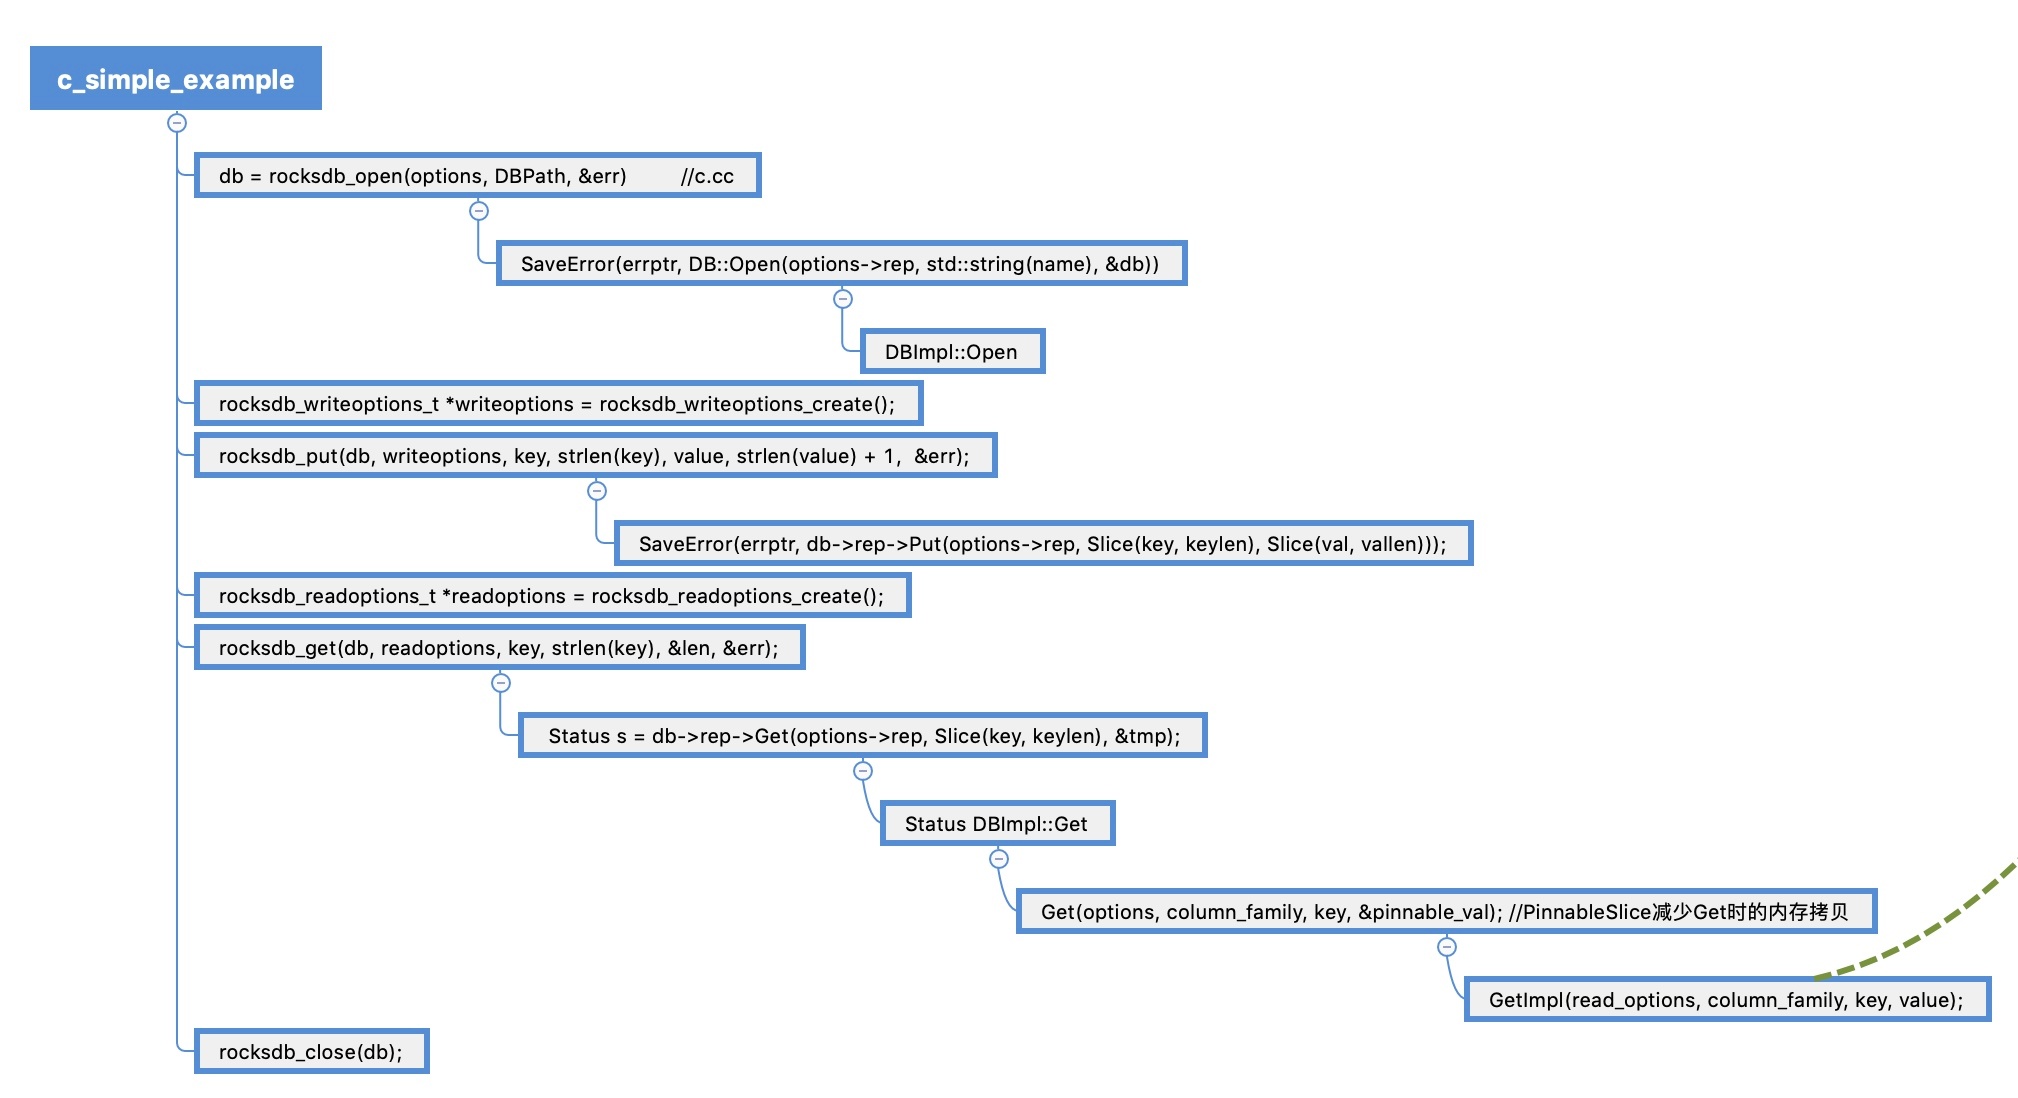 c_simple_example
db = rocksdb_open(options, DBPath, &err) //c.cc
SaveError(errptr, DB::Open(options->rep, std::string(name), &db))
DBImpl::Open
rocksdb_writeoptions_t *writeoptions = rocksdb_writeoptions_create();
rocksdb_put(db, writeoptions, key, strlen(key), value, strlen(value) + 1, &err);
SaveError(errptr, db->rep->Put(options->rep, Slice(key, keylen), Slice(val, vallen)));
rocksdb_readoptions_t *readoptions = rocksdb_readoptions_create();
rocksdb_get(db, readoptions, key, strlen(key), &len, &err);
Status s = db->rep->Get(options->rep, Slice(key, keylen), &tmp);
Status DBImpl::Get
Get(options, column_family, key, &pinnable_val); //PinnableSlice减少Get时的内存拷贝
GetImpl(read_options, column_family, key, value);
rocksdb_close(db);